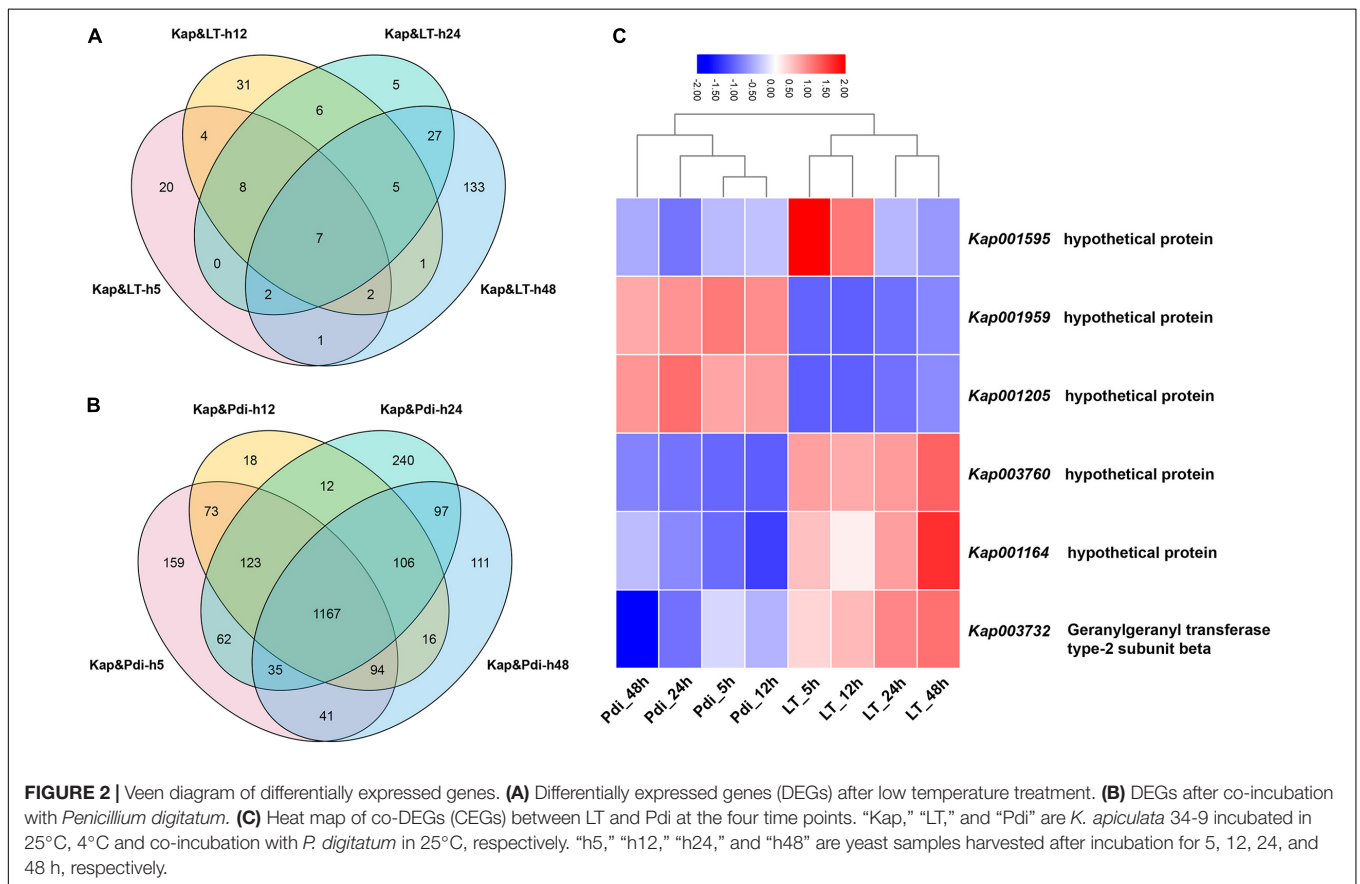 A
Kap&LT-h12
Kap&LT-h24
31
5
6
4
27
20
8
5
133
7
0
1
Kap&LT-h5
2
2
Kap&LT-h48
1
B
Kap&Pdi-h12
Kap&Pdi-h24
18
240
12
73
97
159
123
106
111
1167
62
16
Kap&Pdi-h5
35
94
Kap&Pdi-h48
41
C
-2.00 -1.50 -1.00 -0.50 0.00 0.50 1.00 1.50 2.00
Kap001595 hypothetical protein
Kap001959 hypothetical protein
Kap001205 hypothetical protein
Kap003760 hypothetical protein
Kap001164 hypothetical protein
Kap003732 Geranylgeranyl transferase
type-2 subunit beta
Pdi_48h Pdi_24h Pdi_5h Pdi_12h LT_5h LT_12h LT_24h LT_48h
FIGURE 2 | Veen diagram of differentially expressed genes. (A) Differentially expressed genes (DEGs) after low temperature treatment. (B) DEGs after co-incubation
with Penicillium digitatum. (C) Heat map of co-DEGs (CEGs) between LT and Pdi at the four time points. “Kap,” “LT,” and “Pdi” are K. apiculata 34-9 incubated in
25°C, 4°C and co-incubation with P. digitatum in 25°C, respectively. “h5,” “h12,” “h24,” and “h48” are yeast samples harvested after incubation for 5, 12, 24, and
48 h, respectively.